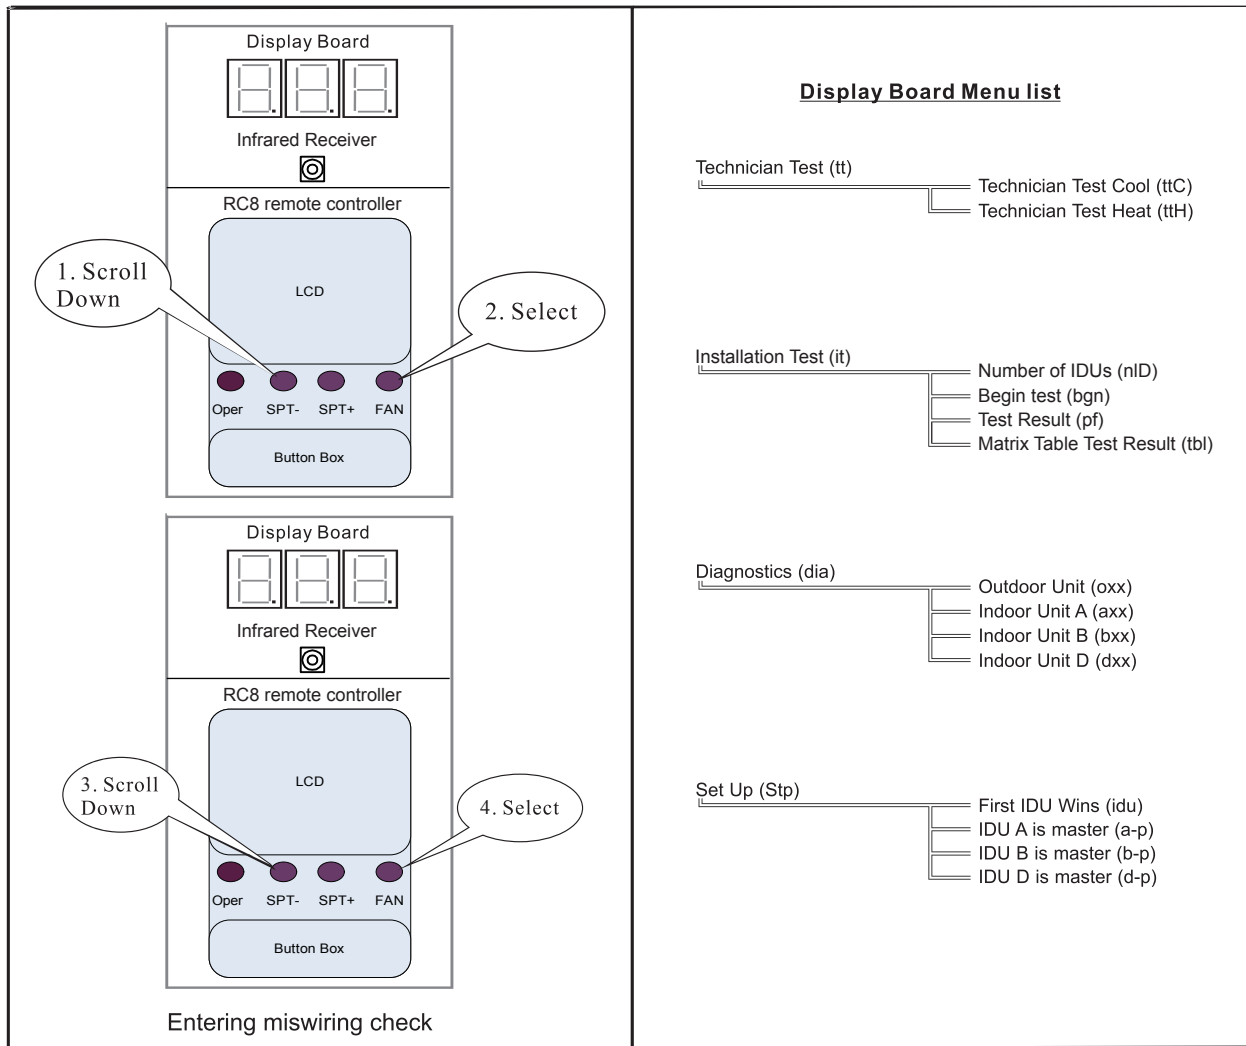 Display Board
Infrared Receiver
RC8 remote controller
1. Scroll
Down
LCD
2. Select
Oper SPT- SPT+ FAN
Button Box
Display Board
Infrared Receiver
RC8 remote controller
LCD
3. Scroll
Down
4. Select
Oper SPT- SPT+ FAN
Button Box
Entering miswiring check
Display Board Menu list
Technician Test (tt)
Technician Test Cool (ttC)
Technician Test Heat (ttH)
Installation Test (it)
Number of IDUs (nID)
Begin test (bgn)
Test Result (pf)
Matrix Table Test Result (tbl)
Diagnostics (dia)
Outdoor Unit (oxx)
Indoor Unit A (axx)
Indoor Unit B (bxx)
Indoor Unit D (dxx)
Set Up (Stp)
First IDU Wins (idu)
IDU A is master (a-p)
IDU B is master (b-p)
IDU D is master (d-p)